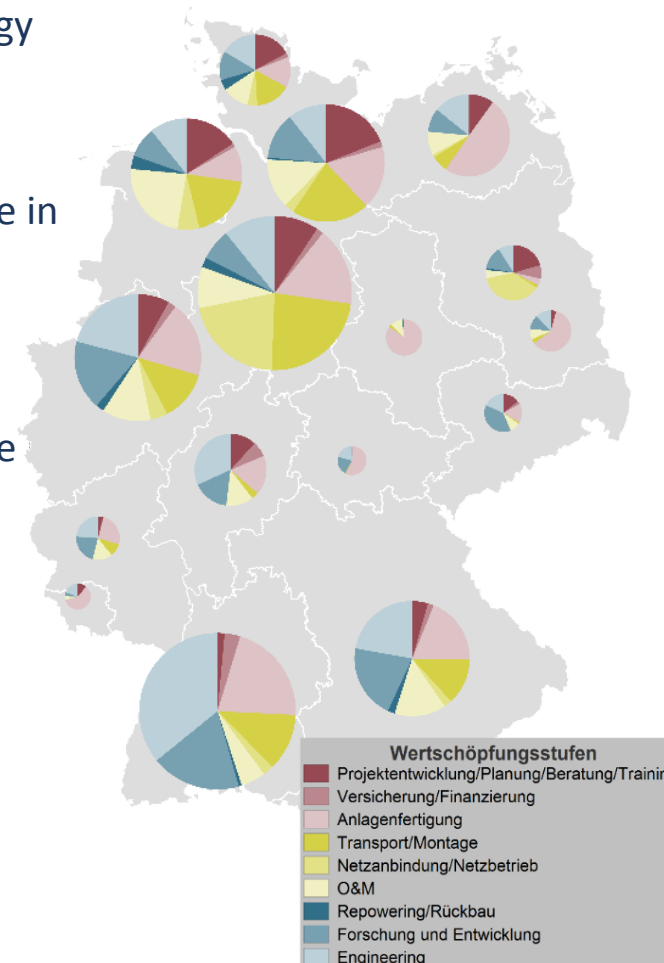 gy
e in
e
Wertschöpfungsstufen
Projektentwicklung/Planung/Beratung/Trainin
Versicherung/Finanzierung
Anlagenfertigung
Transport/Montage
Netzanbindung/Netzbetrieb
O&M
Repowering/Rückbau
Forschung und Entwicklung
Engineering